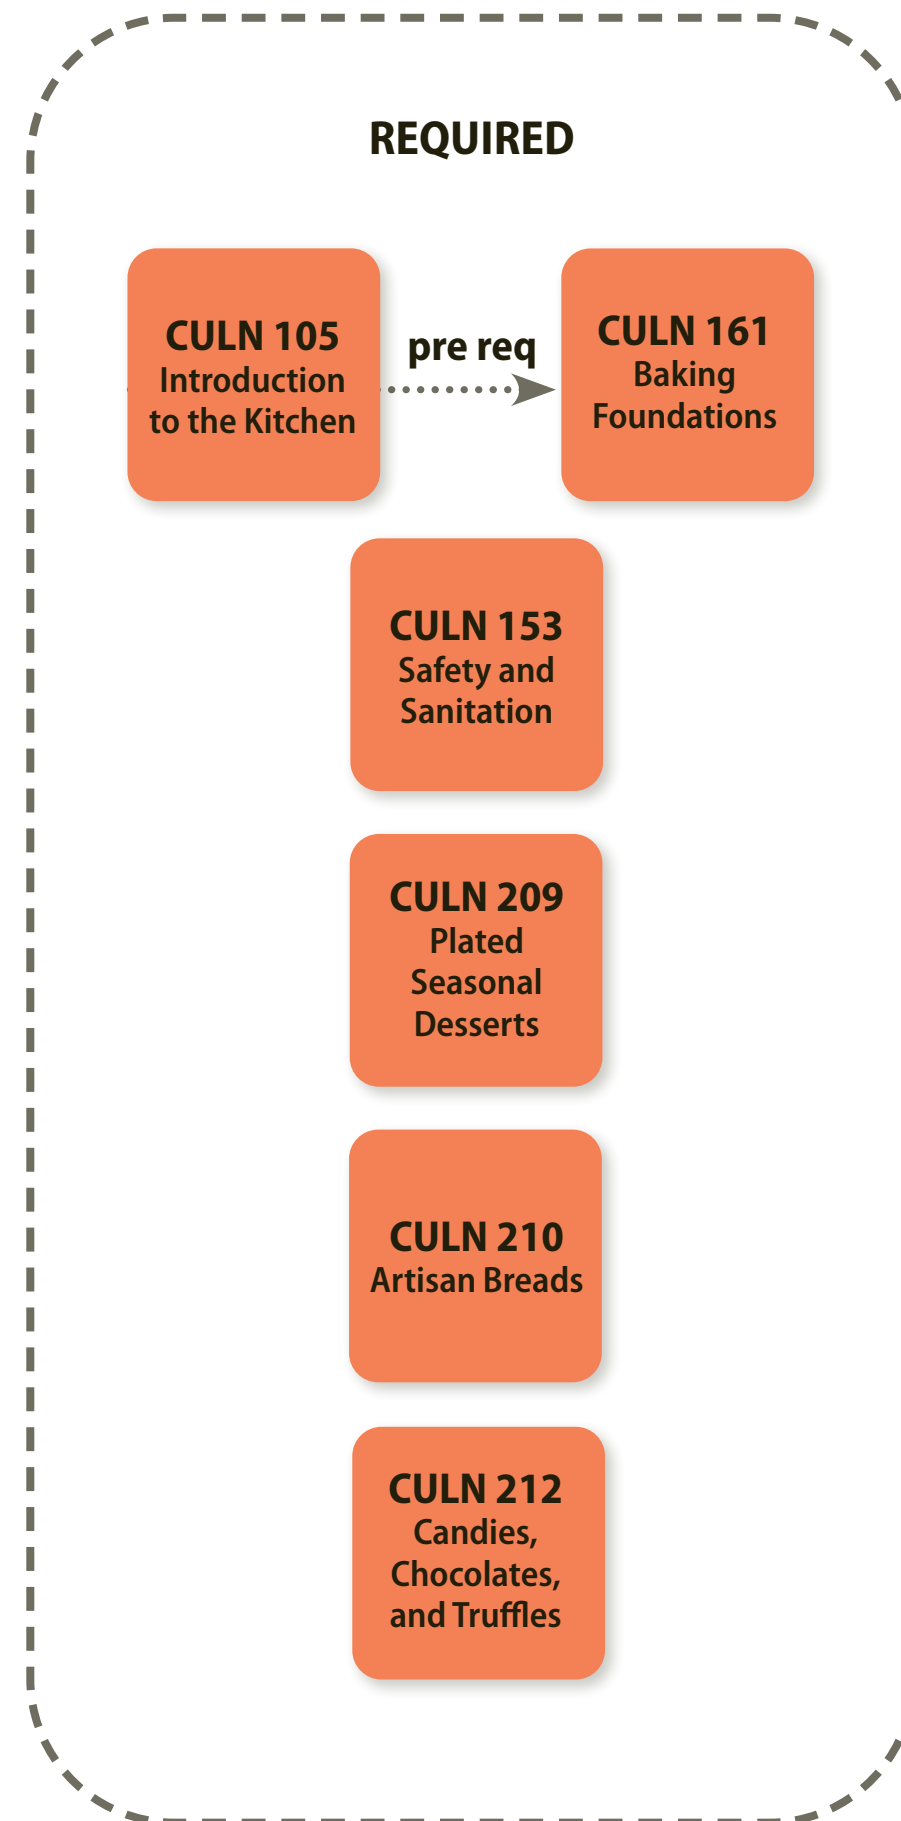 REQUIRED
CULN 105
Introduction
to the Kitchen
pre req
CULN 161
Baking
Foundations
CULN 153
Safety and
Sanitation
CULN 209
Plated
Seasonal
Desserts
CULN 210
Artisan Breads
CULN 212
Candies,
Chocolates,
and Truffles